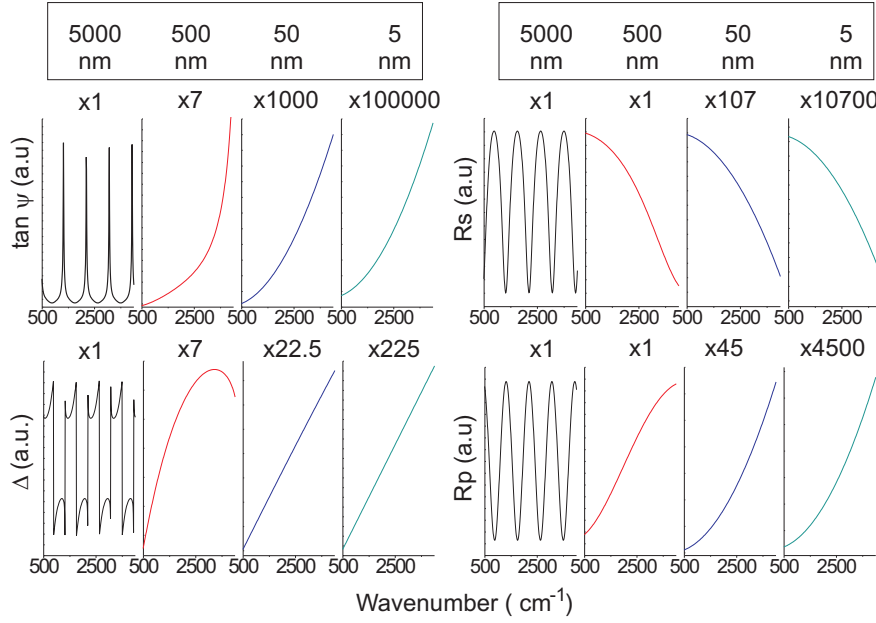 5000 500 50 5 5000 500 50 5
nm nm nm nm nm nm nm nm
x1 x7 x1000 x100000 x1 x1 x107 x10700
tan ψ (a.u) Rs (a.u)
500 2500 500 2500 500 2500 500 2500 500 2500 500 2500 500 2500 500 2500
x1 x7 x22.5 x225 x1 x1 x45 x4500
Δ (a.u.) Rp (a.u)
500 2500 500 2500 500 2500 500 2500 500 2500 500 2500 500 2500 500 2500
Wavenumber ( cm⁻¹)